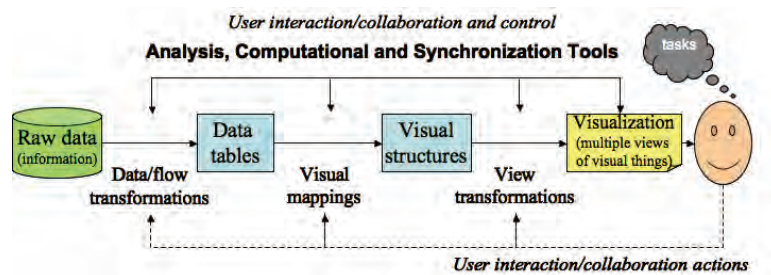 User interaction/collaboration and control
Analysis, Computational and Synchronization Tools
tasks
Raw data
(information)
Data
tables
Visual
structures
Visualization
(multiple views
of visual things)
Data/flow
transformations
Visual
mappings
View
transformations
User interaction/collaboration actions